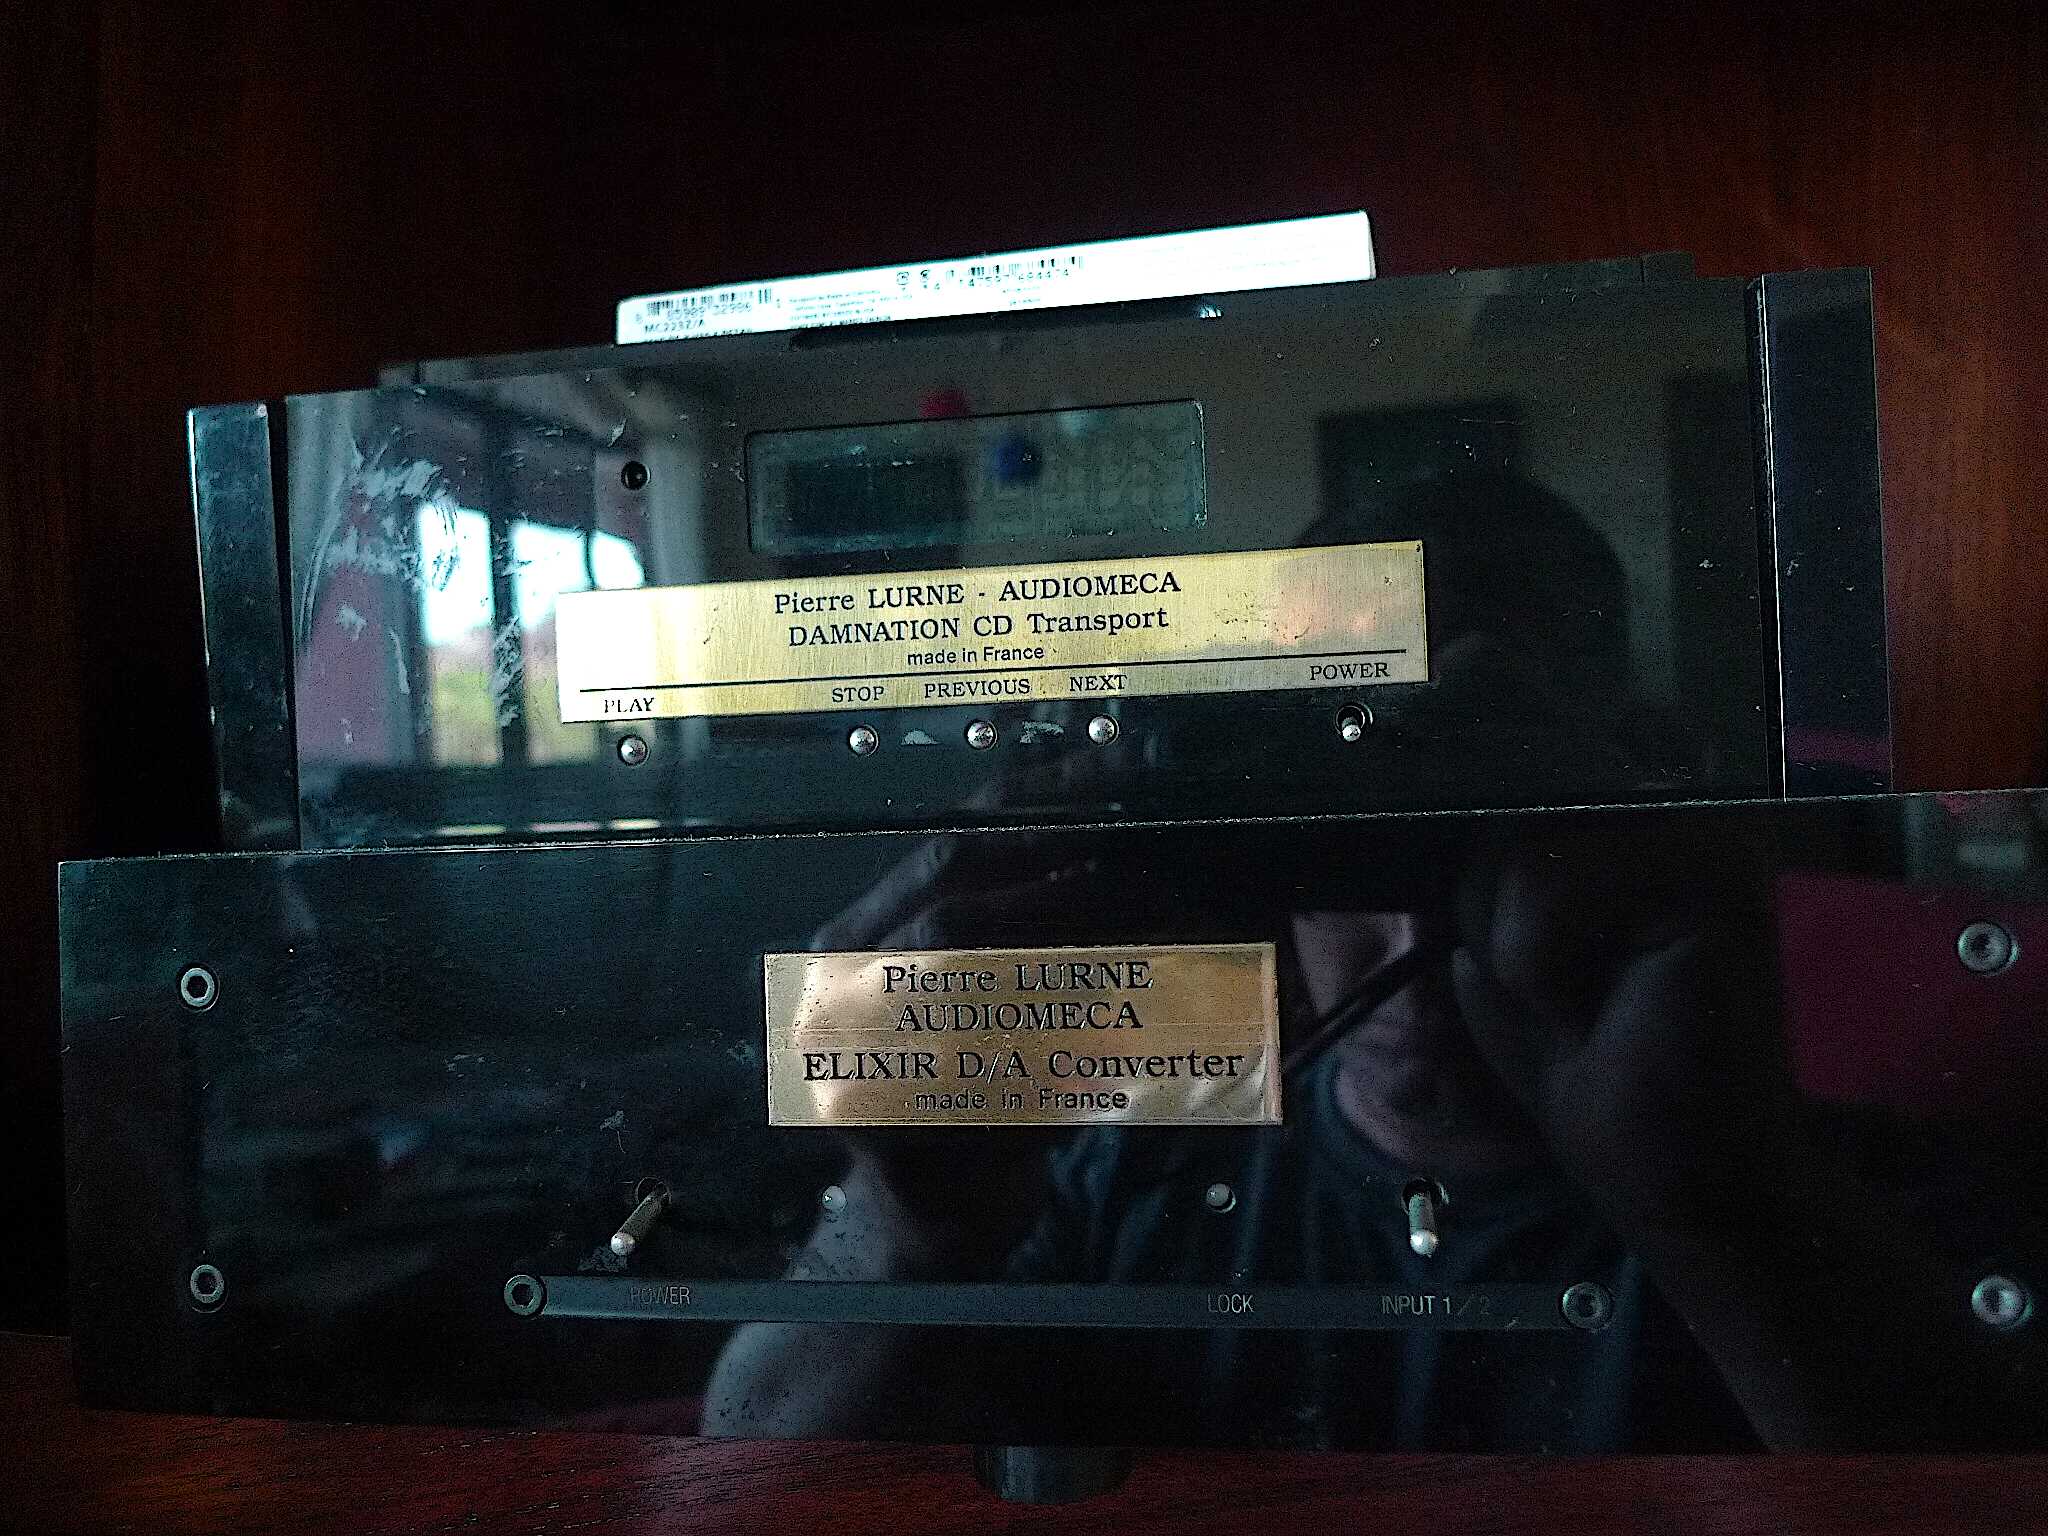 MC223Z/A
Pierre LURNE - AUDIOMECA
DAMNATION CD Transport
made in France
PLAY STOP PREVIOUS NEXT POWER
Pierre LURNE
AUDIOMECA
ELIXIR D/A Converter
made in France
POWER LOCK INPUT 1 / 2